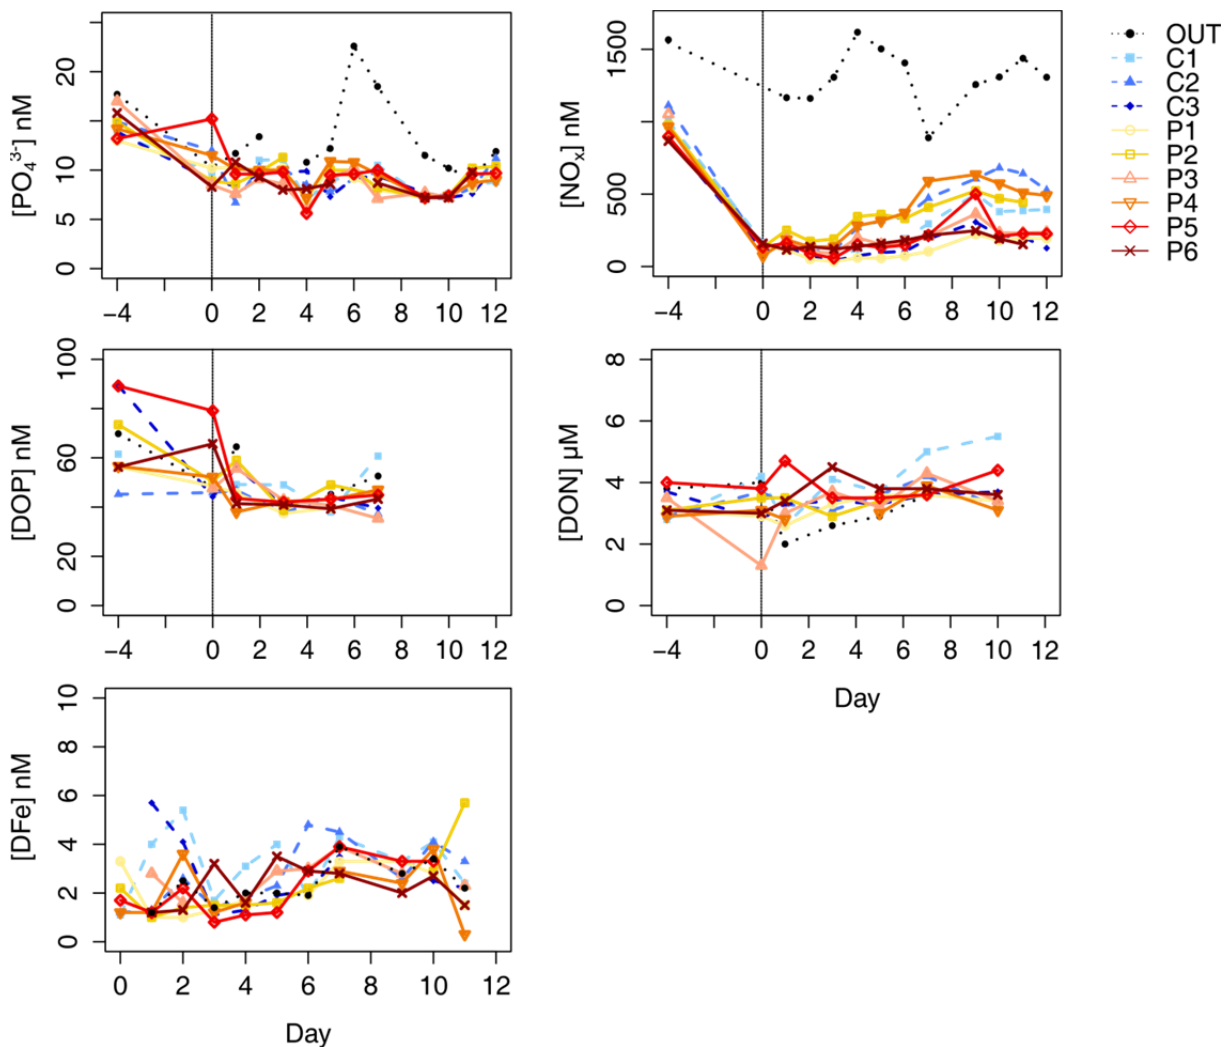 [PO₄³⁻] nM
20
10
5
0
−4 0 2 4 6 8 10 12
[NOₓ] nM
1500
500
0
−4 0 2 4 6 8 10 12
OUT
C1
C2
C3
P1
P2
P3
P4
P5
P6
[DOP] nM
100
60
20
0
−4 0 2 4 6 8 10 12
[DON] µM
8
6
4
2
0
−4 0 2 4 6 8 10 12
Day
[DFe] nM
10
8
6
4
2
0
0 2 4 6 8 10 12
Day